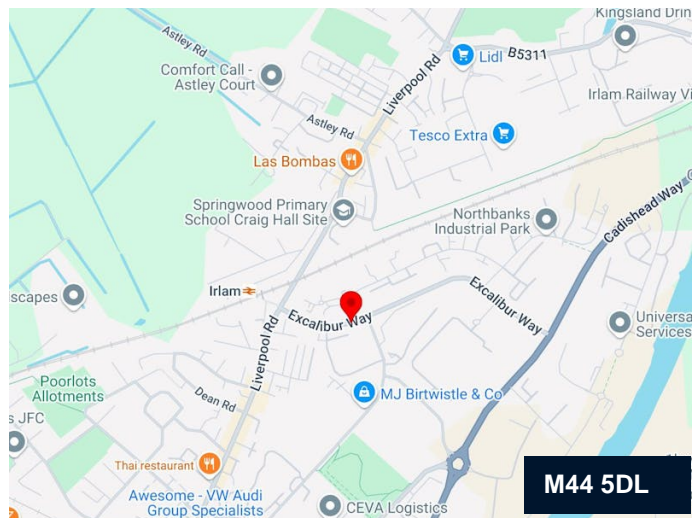 Kingsland Drin
Astley Rd
B5311
Lidl
Liverpool Rd
Comfort Call -
Astley Court
Irlam Railway Vi
Astley Rd
Tesco Extra
Las Bombas
Springwood Primary
School Craig Hall Site
Northbanks
Industrial Park
Cadishead Way
Irlam
scapes
Excalibur Way
Excalibur Way
Universa
Services
Liverpool Rd
Poorlots
Allotments
Dean Rd
MJ Birtwistle & Co
s JFC
Thai restaurant
M44 5DL
Awesome - VW Audi
Group Specialists
CEVA Logistics